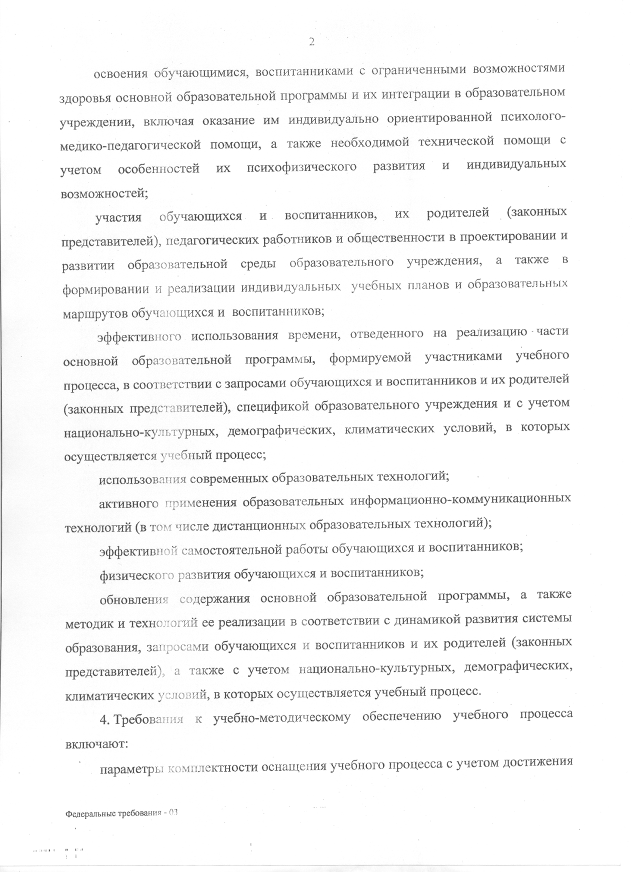 2
освоения обучающимися, воспитанниками с ограниченными возможностями
здоровья основной образовательной программы и их интеграции в образовательном
учреждении, включая оказание им индивидуально ориентированной психолого-
медико-педагогической помощи, а также необходимой технической помощи с
учетом особенностей их психофизического развития и индивидуальных
возможностей;
участия обучающихся и воспитанников, их родителей (законных
представителей), педагогических работников и общественности в проектировании и
развитии образовательной среды образовательного учреждения, а также в
формировании и реализации индивидуальных учебных планов и образовательных
маршрутов обучающихся и воспитанников;
эффективного использования времени, отведенного на реализацию части
основной образовательной программы, формируемой участниками учебного
процесса, в соответствии с запросами обучающихся и воспитанников и их родителей
(законных представителей), спецификой образовательного учреждения и с учетом
национально-культурных, демографических, климатических условий, в которых
осуществляется учебный процесс;
использования современных образовательных технологий;
активного применения образовательных информационно-коммуникационных
технологий (в том числе дистанционных образовательных технологий);
эффективной самостоятельной работы обучающихся и воспитанников;
физического развития обучающихся и воспитанников;
обновления содержания основной образовательной программы, а также
методик и технологий ее реализации в соответствии с динамикой развития системы
образования, запросами обучающихся и воспитанников и их родителей (законных
представителей), а также с учетом национально-культурных, демографических,
климатических условий, в которых осуществляется учебный процесс.
4. Требования к учебно-методическому обеспечению учебного процесса
включают:
параметры комплектности оснащения учебного процесса с учетом достижения
Федеральные требования - 03